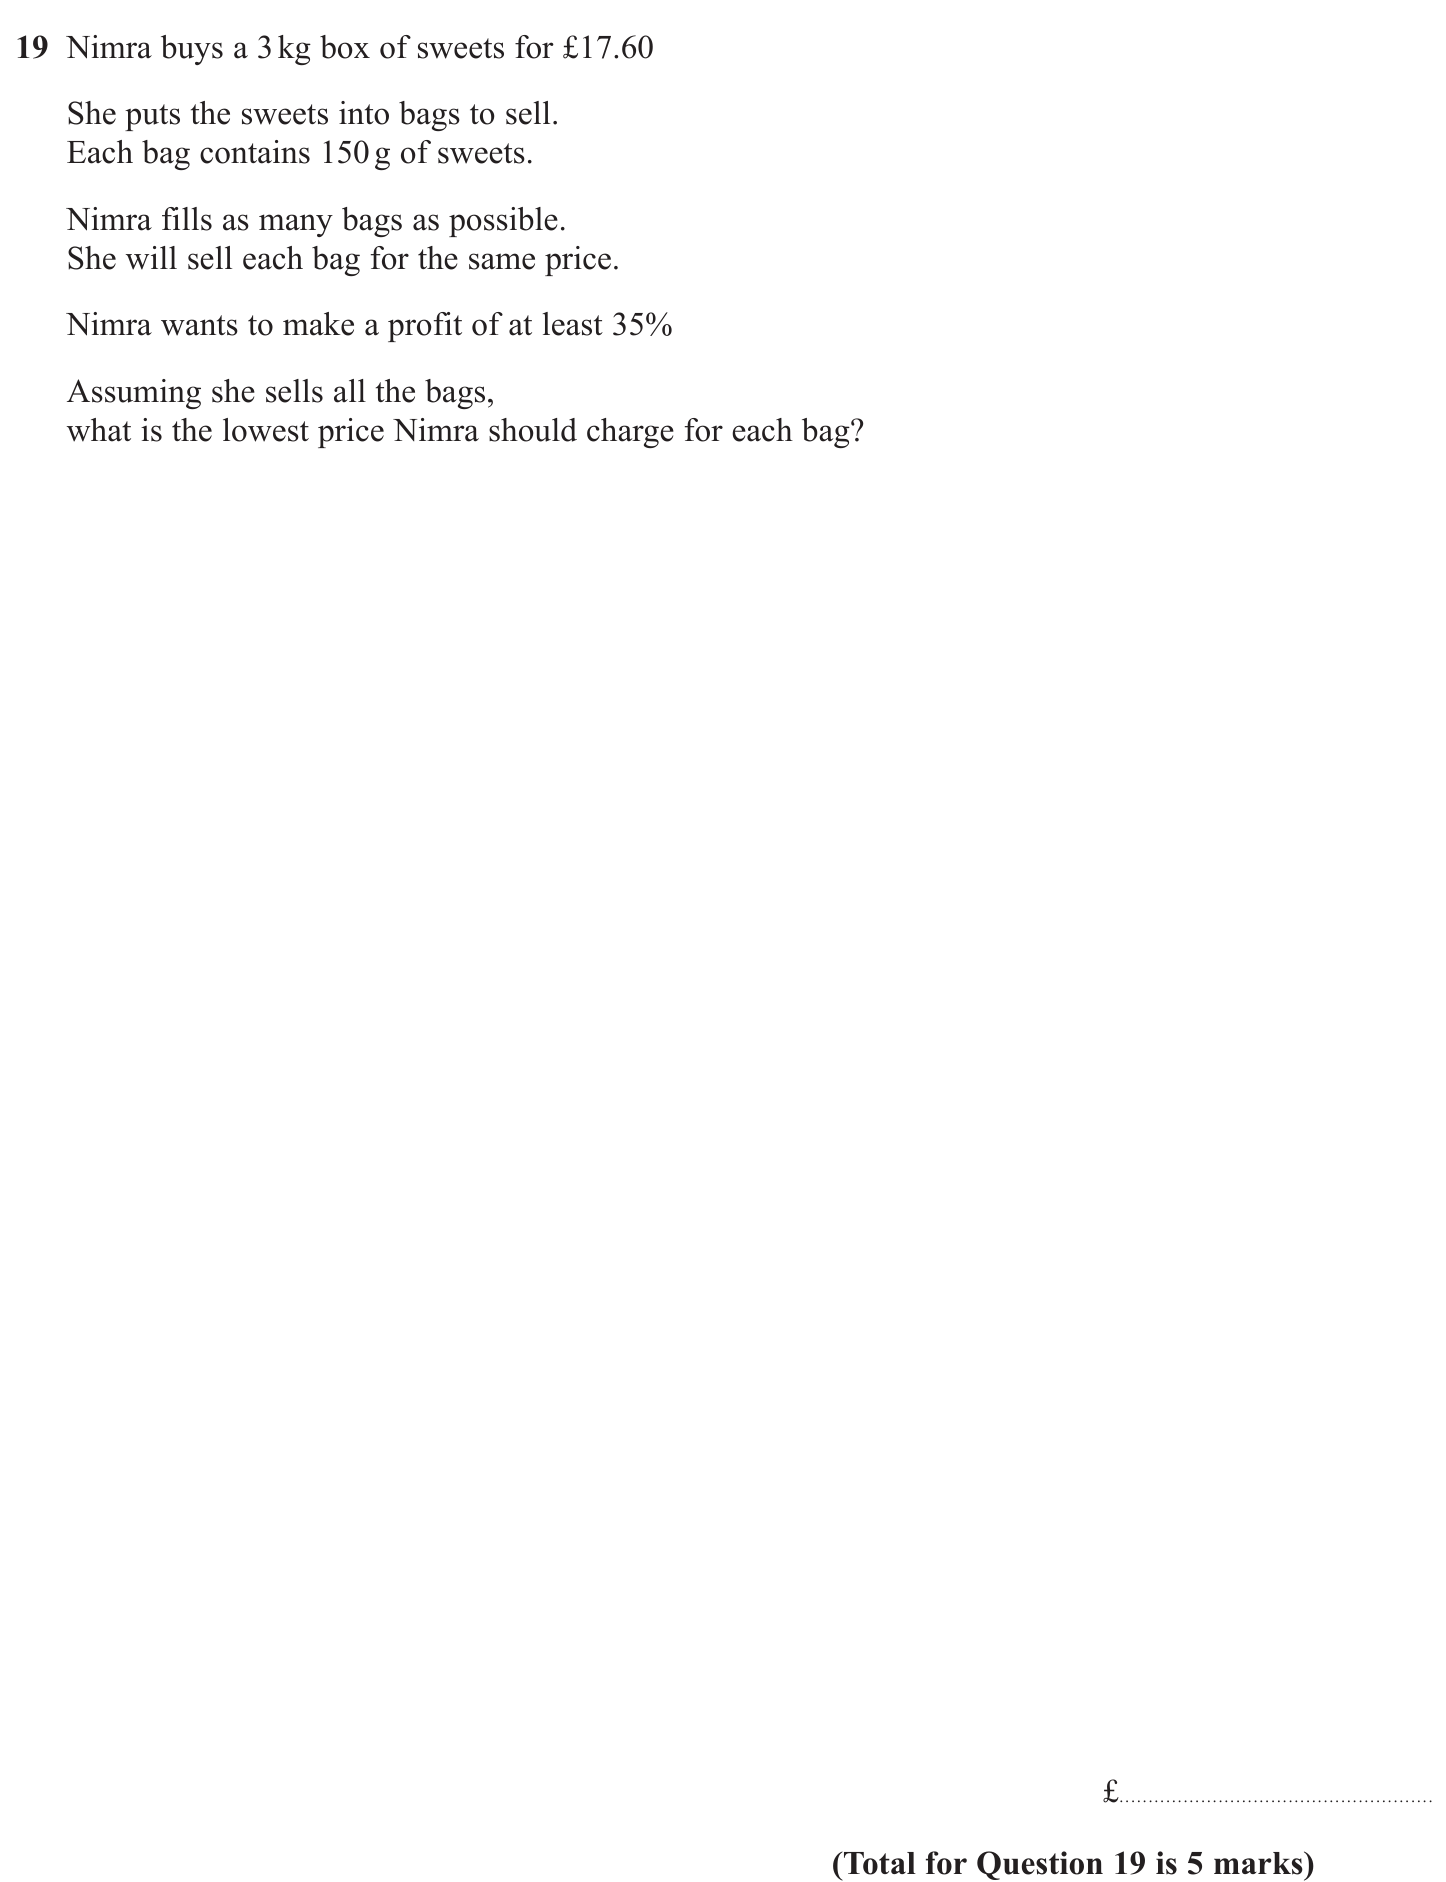 19 Nimra buys a 3 kg box of sweets for £17.60
She puts the sweets into bags to sell.
Each bag contains 150 g of sweets.
Nimra fills as many bags as possible.
She will sell each bag for the same price.
Nimra wants to make a profit of at least 35%
Assuming she sells all the bags,
what is the lowest price Nimra should charge for each bag?
£......................................................
(Total for Question 19 is 5 marks)